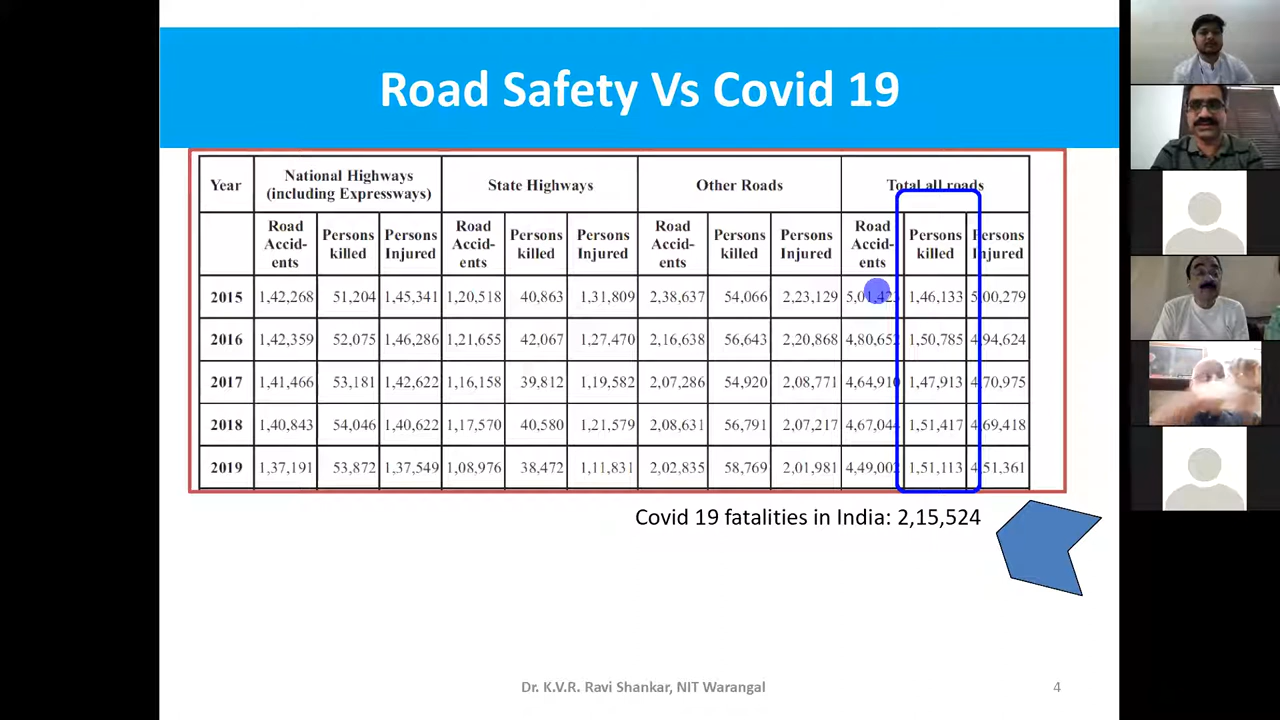 Road Safety Vs Covid 19
Year National Highways (including Expressways) State Highways Other Roads Total all roads
Road Accid-ents Persons killed Persons Injured Road Accid-ents Persons killed Persons Injured Road Accid-ents Persons killed Persons Injured Road Accid-ents Persons killed Persons Injured
2015 1,42,268 51,204 1,45,341 1,20,518 40,863 1,31,809 2,38,637 54,066 2,23,129 5,01,423 1,46,133 5,00,279
2016 1,42,359 52,075 1,46,286 1,21,655 42,067 1,27,470 2,16,638 56,643 2,20,868 4,80,652 1,50,785 4,94,624
2017 1,41,466 53,181 1,42,622 1,16,158 39,812 1,19,582 2,07,286 54,920 2,08,771 4,64,910 1,47,913 4,70,975
2018 1,40,843 54,046 1,40,622 1,17,570 40,580 1,21,579 2,08,631 56,791 2,07,217 4,67,044 1,51,417 4,69,418
2019 1,37,191 53,872 1,37,549 1,08,976 38,472 1,11,831 2,02,835 58,769 2,01,981 4,49,002 1,51,113 4,51,361
Covid 19 fatalities in India: 2,15,524
Dr. K.V.R. Ravi Shankar, NIT Warangal
4